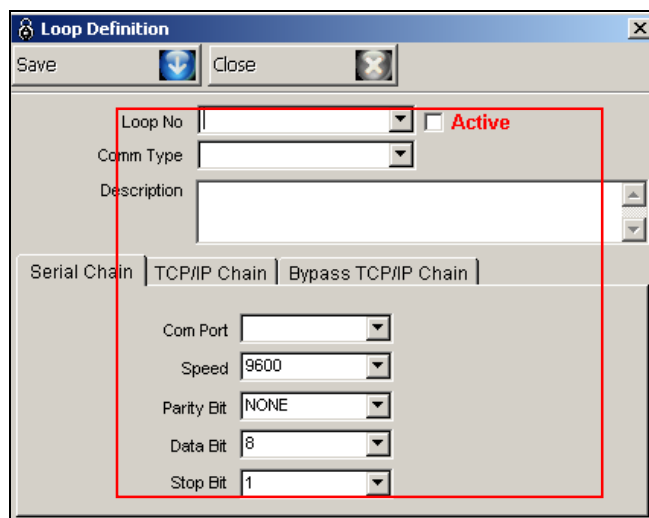 Loop Definition
Save Close
Loop No Active
Comm Type
Description
Serial Chain TCP/IP Chain Bypass TCP/IP Chain
Com Port
Speed 9600
Parity Bit NONE
Data Bit 8
Stop Bit 1